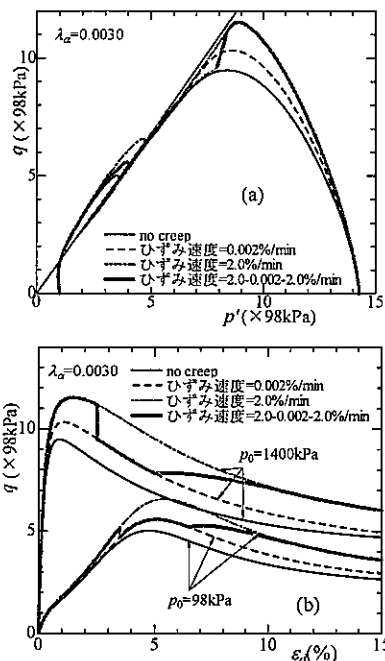 λα=0.0030
q (×98kPa)
10
5
0
(a)
no creep
ひずみ速度=0.002%/min
ひずみ速度=2.0%/min
ひずみ速度=2.0-0.002-2.0%/min
0 5 10 15
p'(×98kPa)
λα=0.0030
no creep
ひずみ速度=0.002%/min
ひずみ速度=2.0%/min
ひずみ速度=2.0-0.002-2.0%/min
q (×98kPa)
10
5
0
p0=1400kPa
p0=98kPa
(b)
0 5 10 15
εd(%)